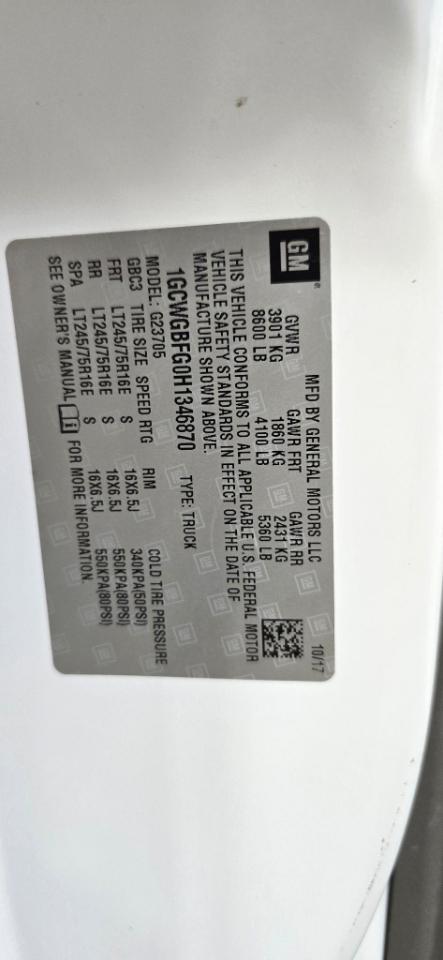 GM
MFD BY GENERAL MOTORS LLC 10/17
GVWR GAWR FRT GAWR RR
3901 KG 1860 KG 2431 KG
8600 LB 4100 LB 5360 LB
THIS VEHICLE CONFORMS TO ALL APPLICABLE U.S. FEDERAL MOTOR
VEHICLE SAFETY STANDARDS IN EFFECT ON THE DATE OF
MANUFACTURE SHOWN ABOVE.
1GCWGBFG0H1346870 TYPE: TRUCK
MODEL: G23705
GBC3 TIRE SIZE SPEED RTG RIM COLD TIRE PRESSURE
FRT LT245/75R16E S 16X6.5J 340KPA(50PSI)
RR LT245/75R16E S 16X6.5J 550KPA(80PSI)
SPA LT245/75R16E S 16X6.5J 550KPA(80PSI)
SEE OWNER'S MANUAL i FOR MORE INFORMATION.